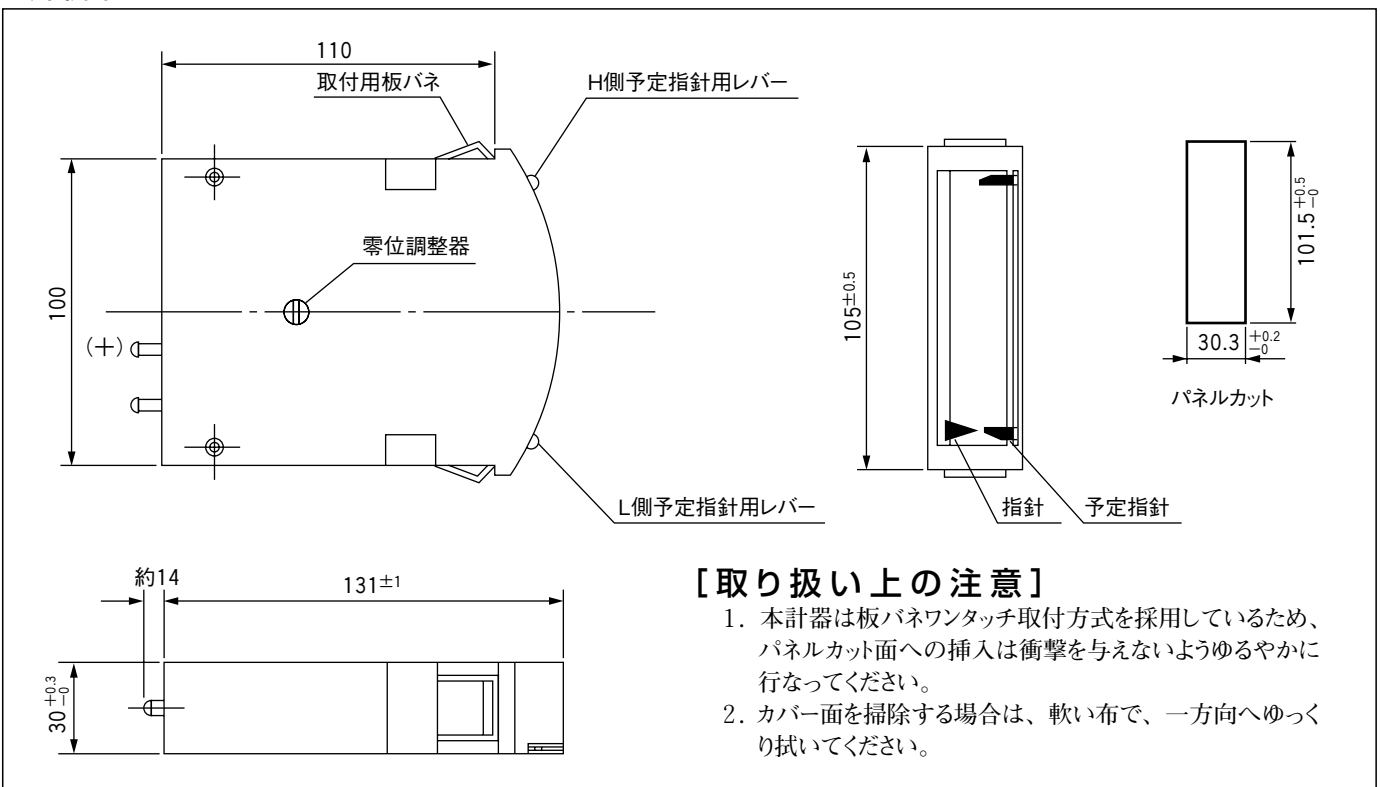 110
取付用板バネ
H側予定指針用レバー
零位調整器
100
(+)
L側予定指針用レバー
105±0.5
指針
予定指針
101.5 +0.5 −0
30.3 +0.2 −0
パネルカット
約14
131±1
30 +0.3 −0
[取り扱い上の注意]
1. 本計器は板バネワンタッチ取付方式を採用しているため、
パネルカット面への挿入は衝撃を与えないようゆるやかに
行なってください。
2. カバー面を掃除する場合は、軟い布で、一方向へゆっく
り拭いてください。